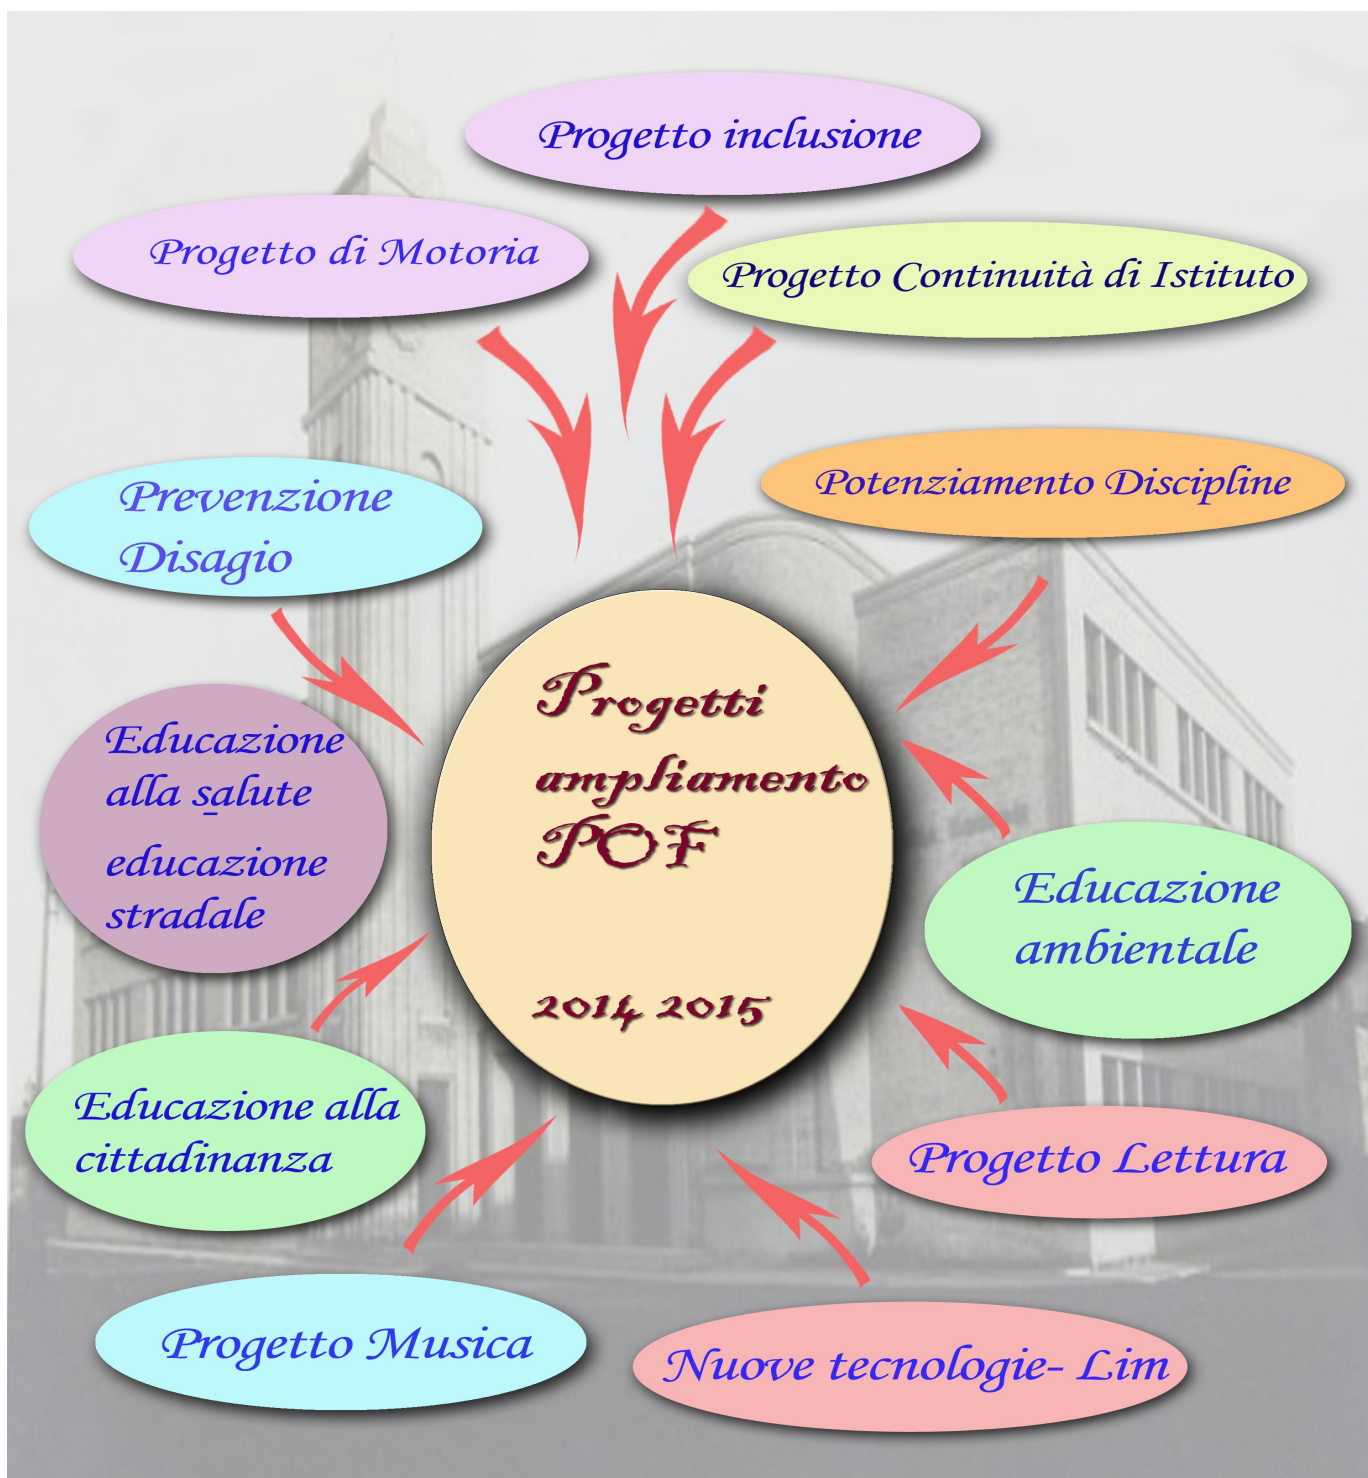 Progetto inclusione
Progetto di Motoria
Progetto Continuità di Istituto
Potenziamento Discipline
Prevenzione
Disagio
Progetti
ampliamento
POF
2014 2015
Educazione
alla salute
educazione
stradale
Educazione
ambientale
Educazione alla
cittadinanza
Progetto Lettura
Progetto Musica
Nuove tecnologie- Lim